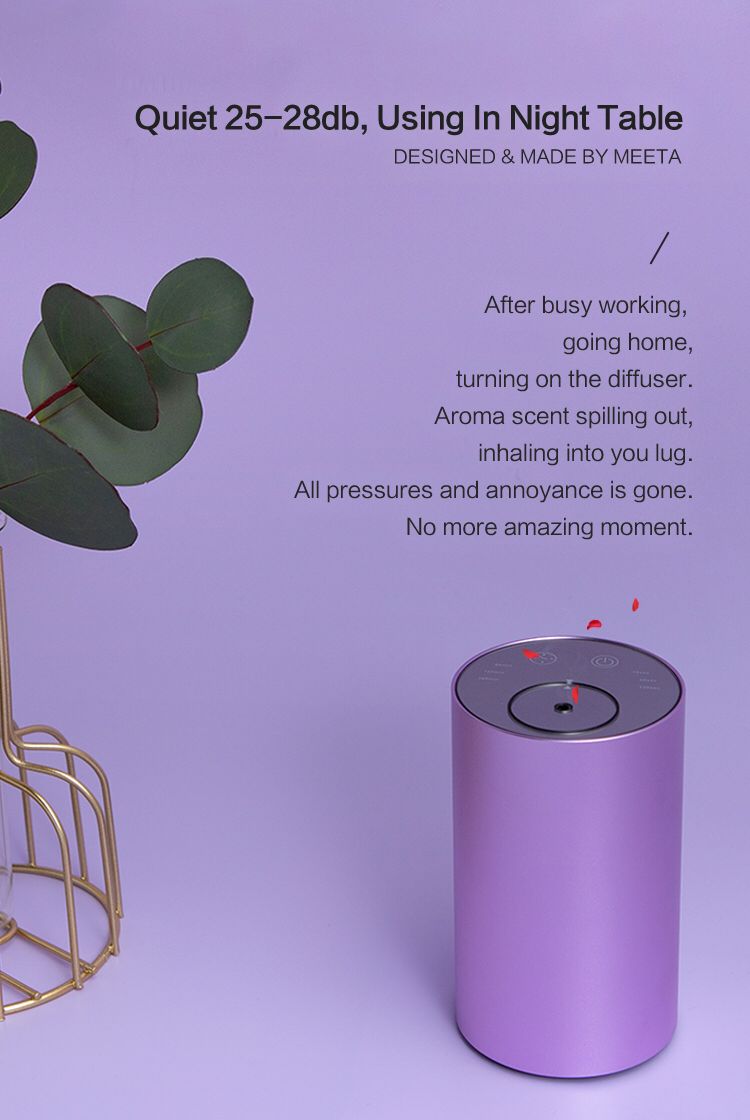 Quiet 25-28db, Using In Night Table
DESIGNED & MADE BY MEETA
After busy working,
going home,
turning on the diffuser.
Aroma scent spilling out,
inhaling into you lug.
All pressures and annoyance is gone.
No more amazing moment.